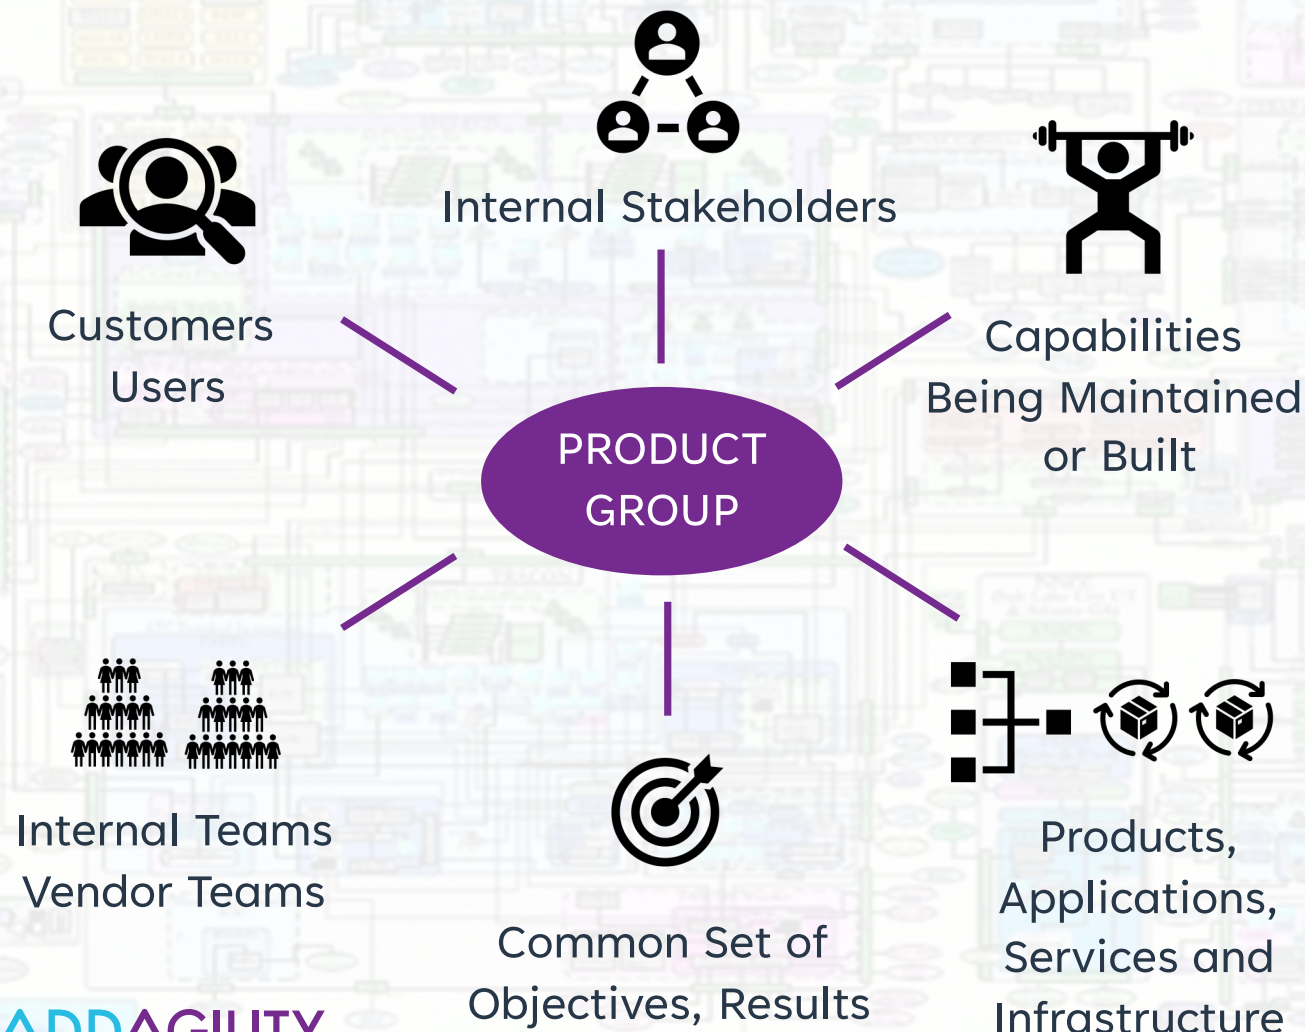 Internal Stakeholders
Customers
Users
Capabilities
Being Maintained
or Built
PRODUCT
GROUP
Internal Teams
Vendor Teams
Common Set of
Objectives, Results
Products,
Applications,
Services and
Infrastructure
ADDAGILITY